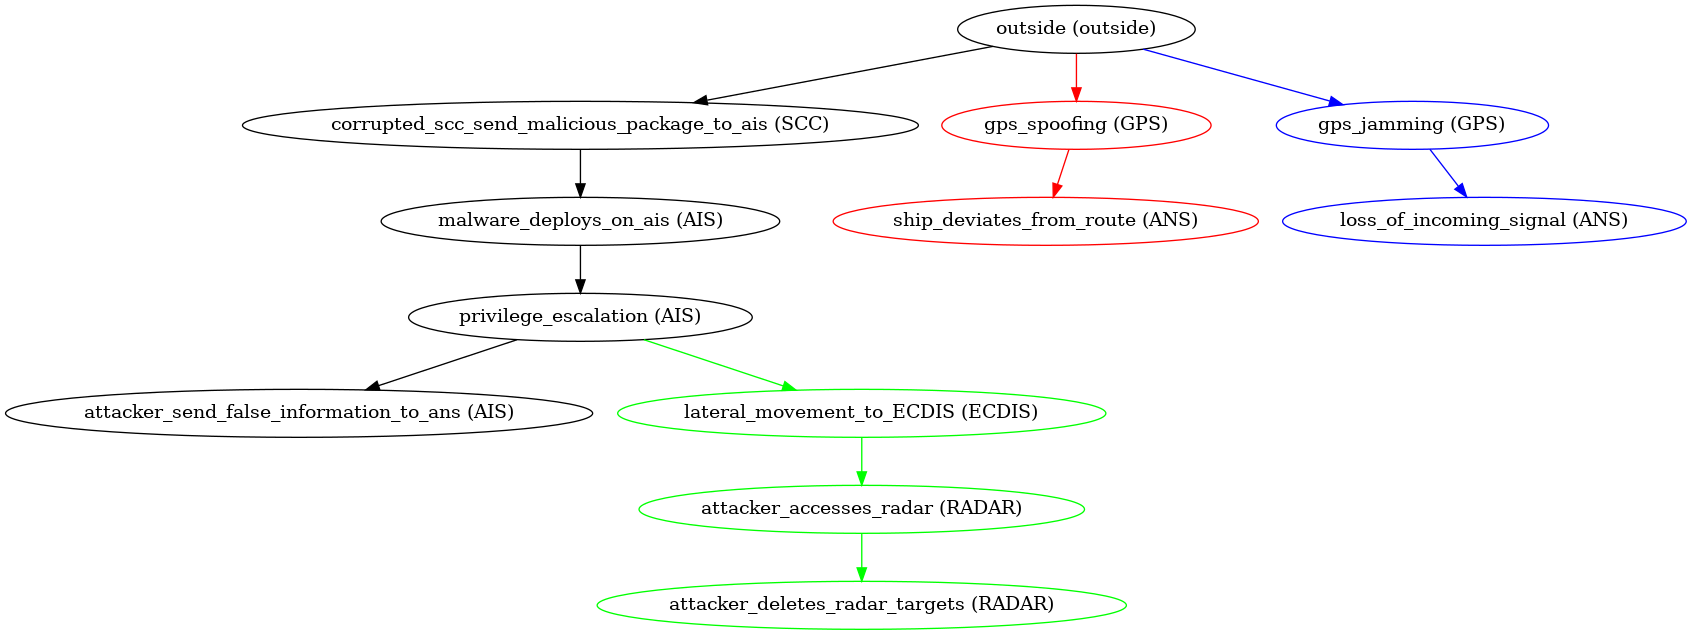 outside (outside)
corrupted_scc_send_malicious_package_to_ais (SCC)
gps_spoofing (GPS)
gps_jamming (GPS)
malware_deploys_on_ais (AIS)
ship_deviates_from_route (ANS)
loss_of_incoming_signal (ANS)
privilege_escalation (AIS)
attacker_send_false_information_to_ans (AIS)
lateral_movement_to_ECDIS (ECDIS)
attacker_accesses_radar (RADAR)
attacker_deletes_radar_targets (RADAR)